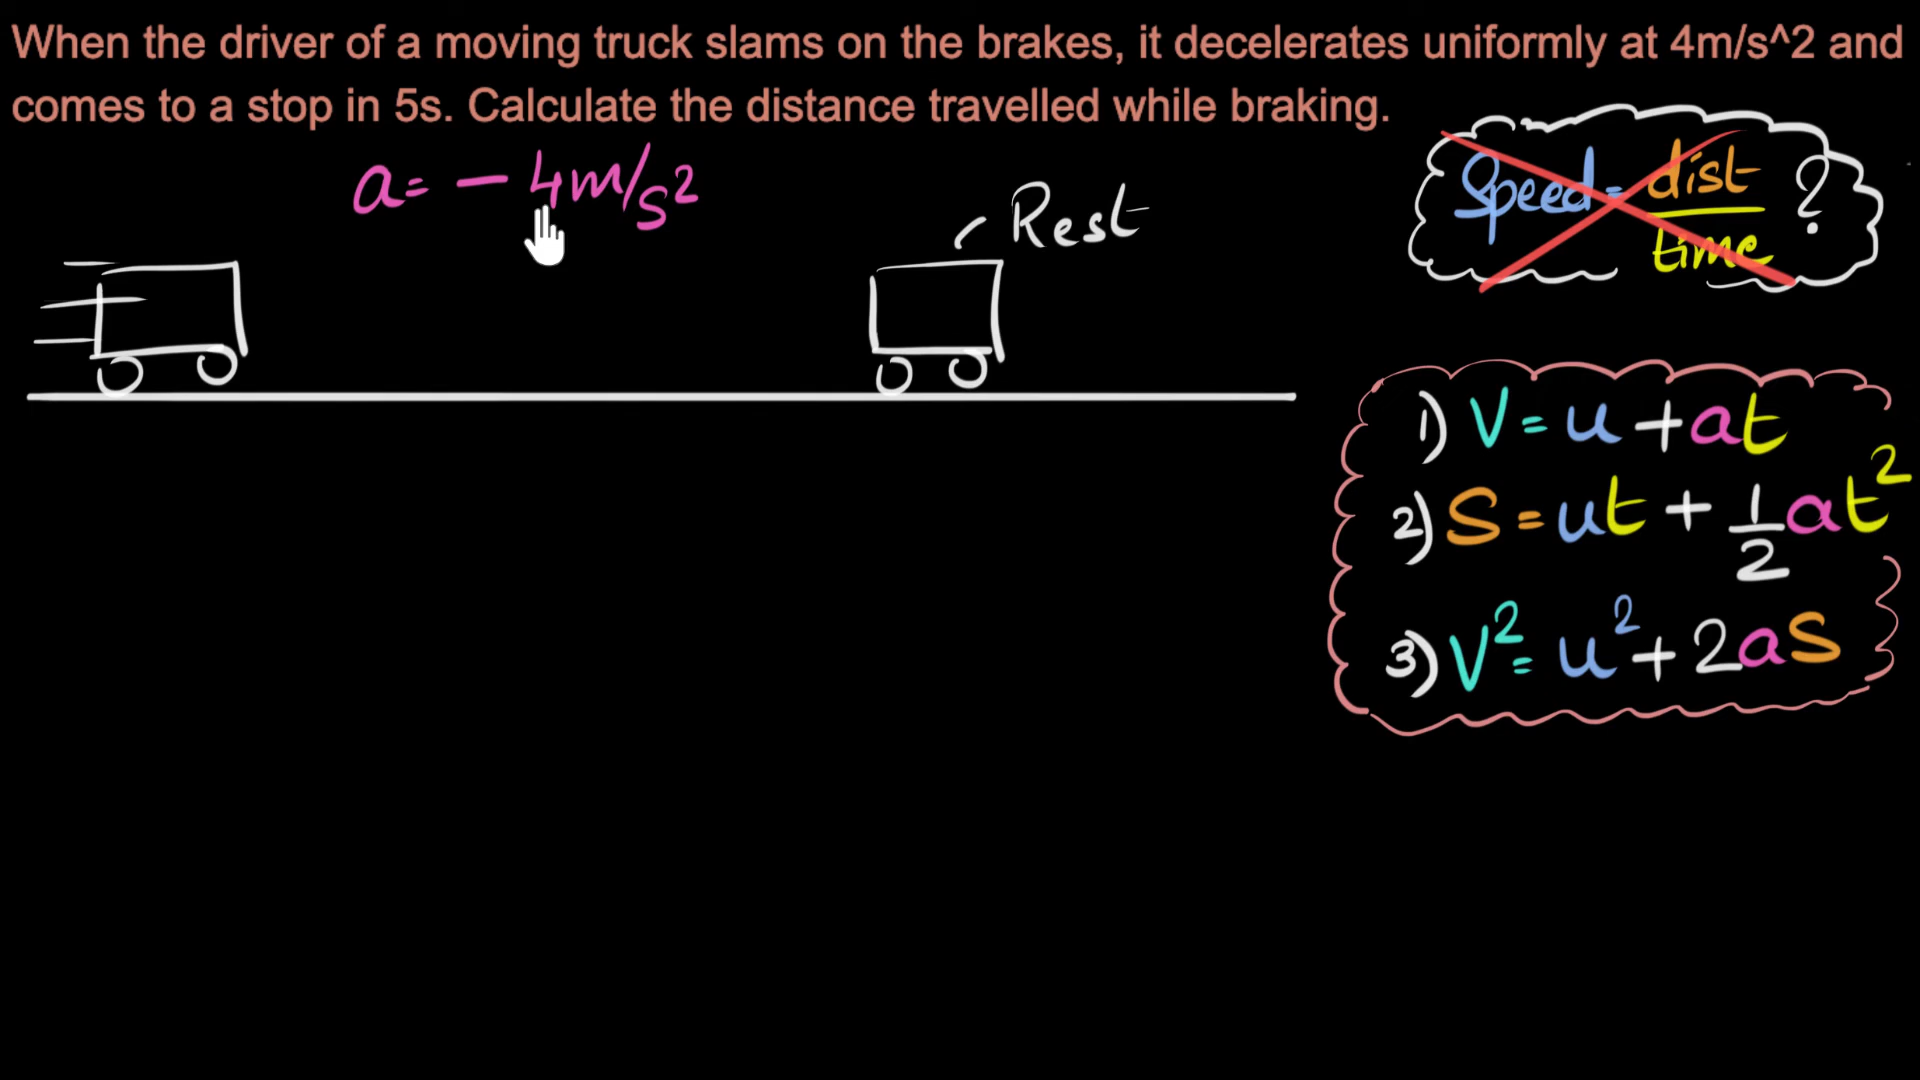 When the driver of a moving truck slams on the brakes, it decelerates uniformly at 4m/s^2 and
comes to a stop in 5s. Calculate the distance travelled while braking.
a = - 4m/s²
Rest
Speed = dist/time ?
1) V = u + at
2) S = ut + 1/2 at²
3) V² = u² + 2aS